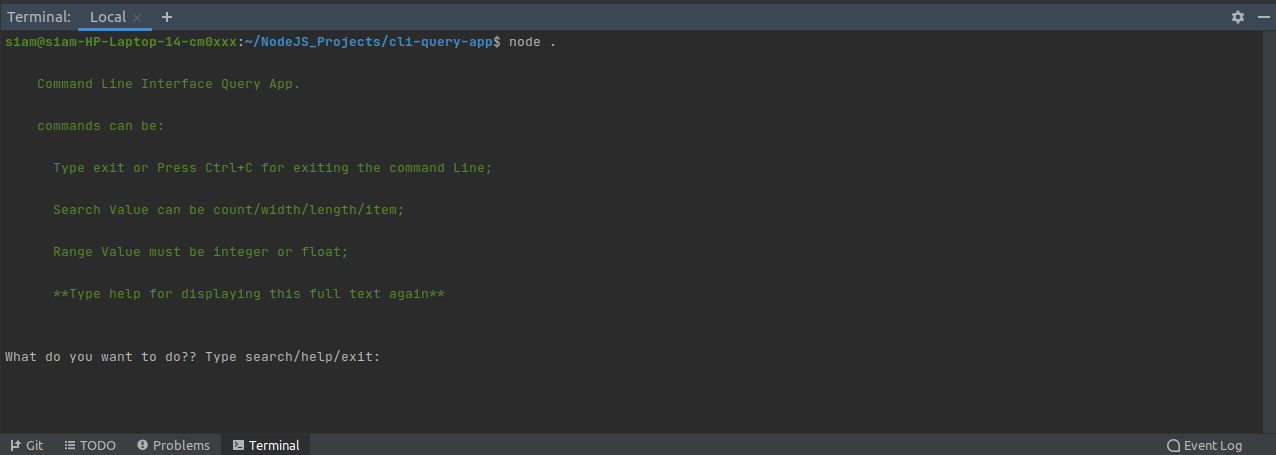 Terminal: Local × +
siam@siam-HP-Laptop-14-cm0xxx:~/NodeJS_Projects/cli-query-app$ node .
Command Line Interface Query App.
commands can be:
Type exit or Press Ctrl+C for exiting the command Line;
Search Value can be count/width/length/item;
Range Value must be integer or float;
**Type help for displaying this full text again**
What do you want to do?? Type search/help/exit:
Git TODO Problems Terminal Event Log